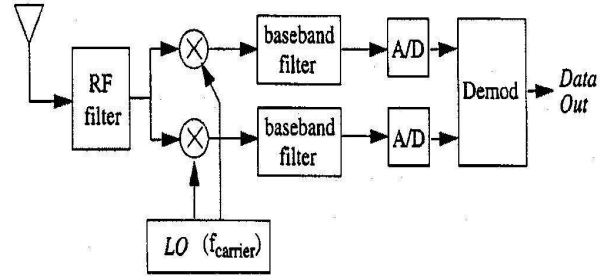 RF
filter
baseband
filter
A/D
baseband
filter
A/D
Demod
Data
Out
LO (fcarrier)